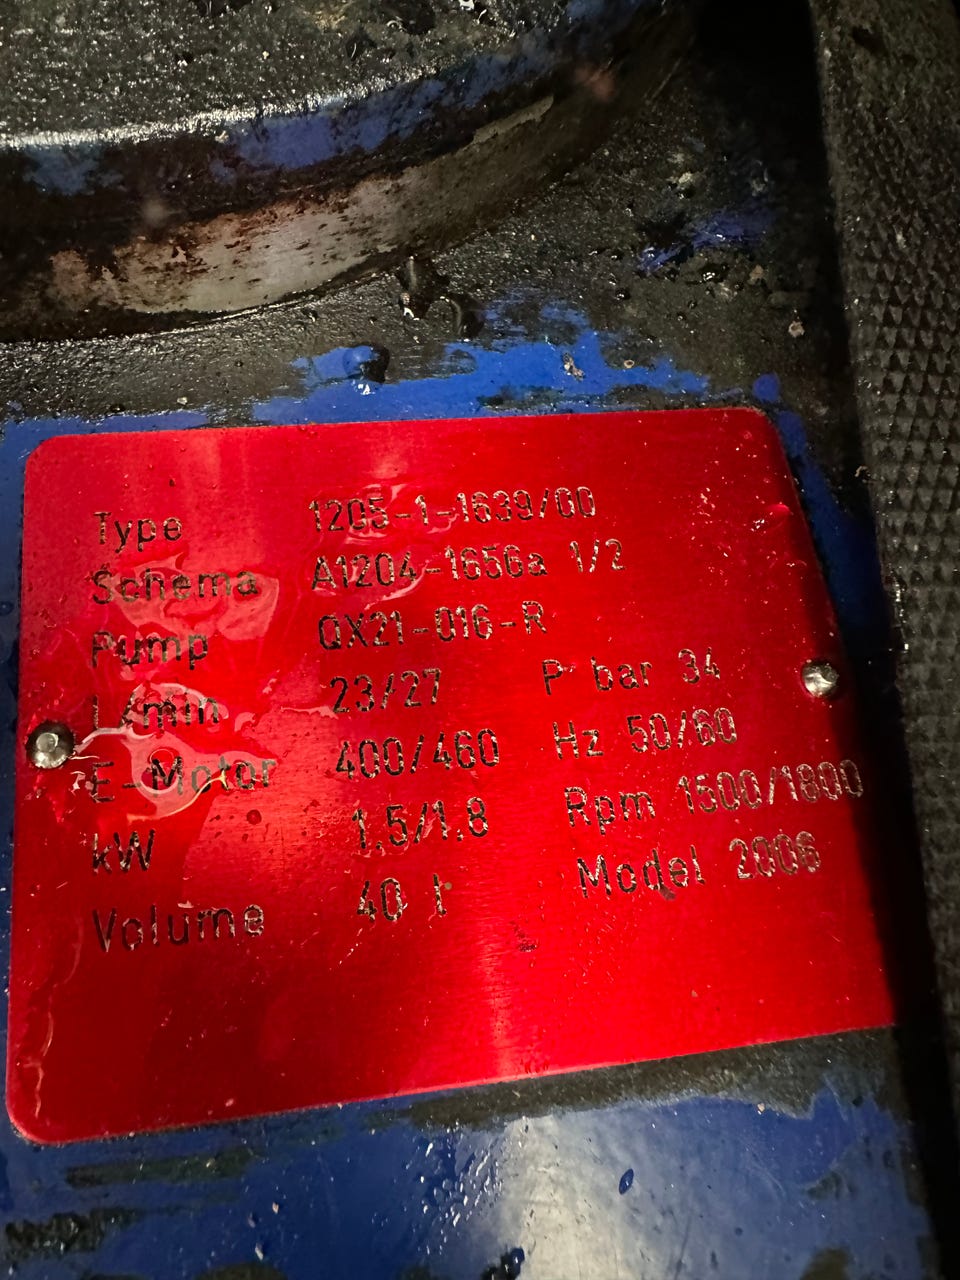 Type 1205-1-1639/00
Schema A1204-1656a 1/2
Pump QX21-016-R
L/min 23/27 P bar 34
E-Motor 400/460 Hz 50/60
kW 1.5/1.8 Rpm 1500/1800
Volume 40 l Model 2006